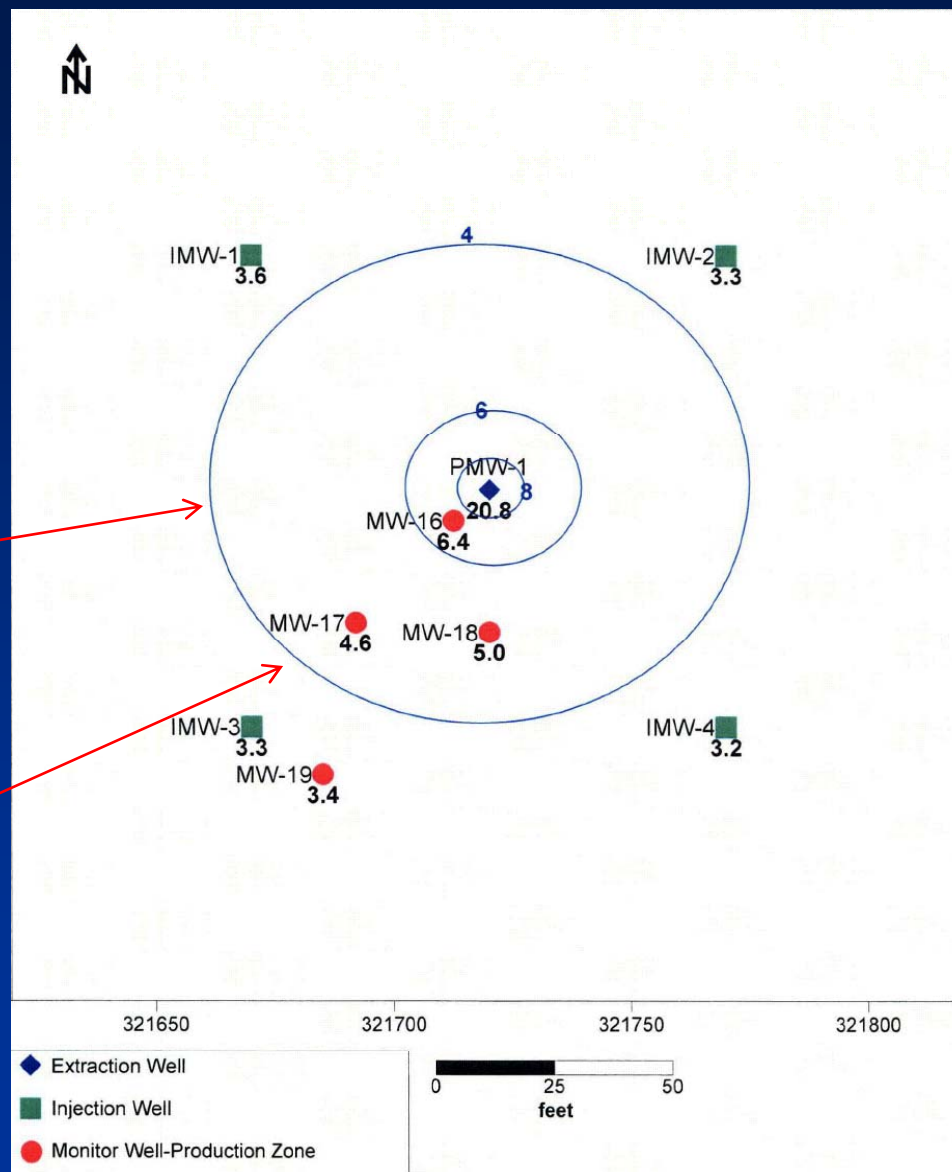 N
4
IMW-1
3.6
IMW-2
3.3
6
PMW-1
8
20.8
MW-16
6.4
MW-17
4.6
MW-18
5.0
IMW-3
3.3
IMW-4
3.2
MW-19
3.4
321650 321700 321750 321800
Extraction Well
Injection Well
Monitor Well-Production Zone
0 25 50
feet